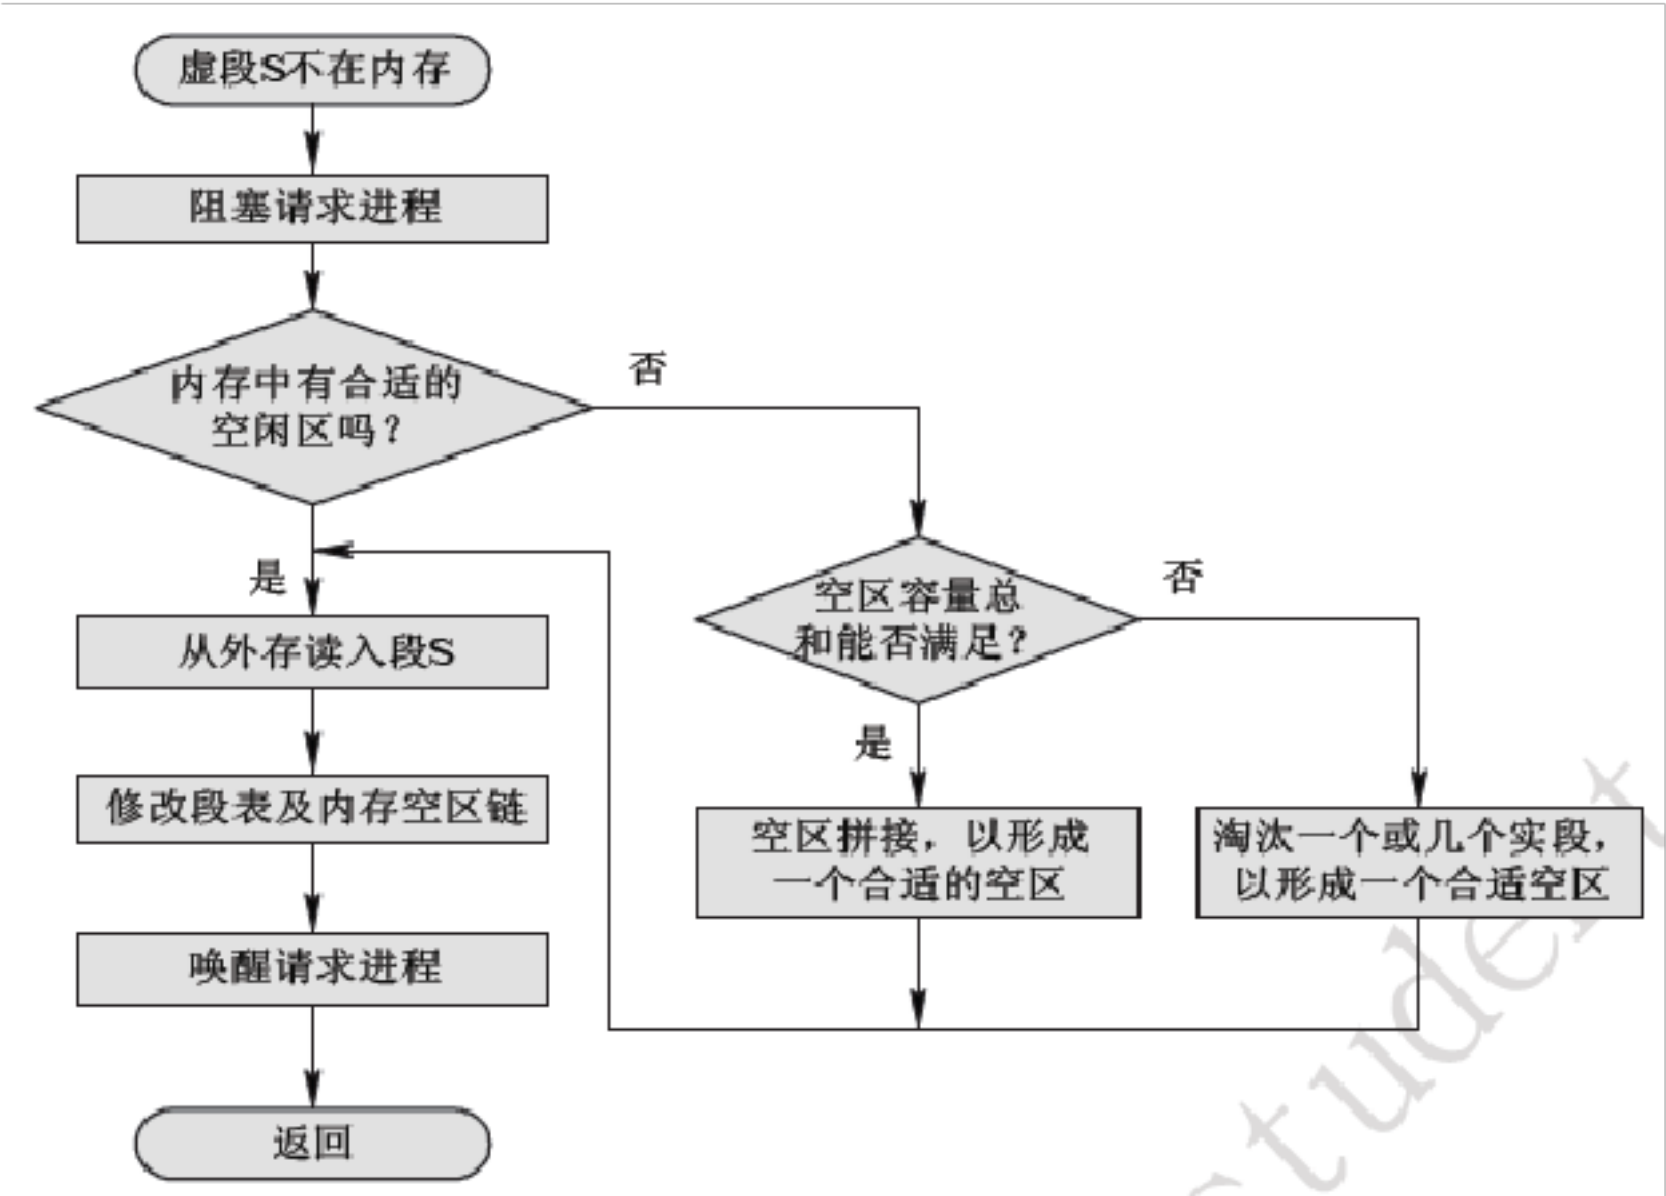 虚段S不在内存
阻塞请求进程
内存中有合适的
空闲区吗？
否
是
从外存读入段S
修改段表及内存空区链
唤醒请求进程
返回
空区容量总
和能否满足？
否
是
空区拼接，以形成
一个合适的空区
淘汰一个或几个实段，
以形成一个合适空区
Student